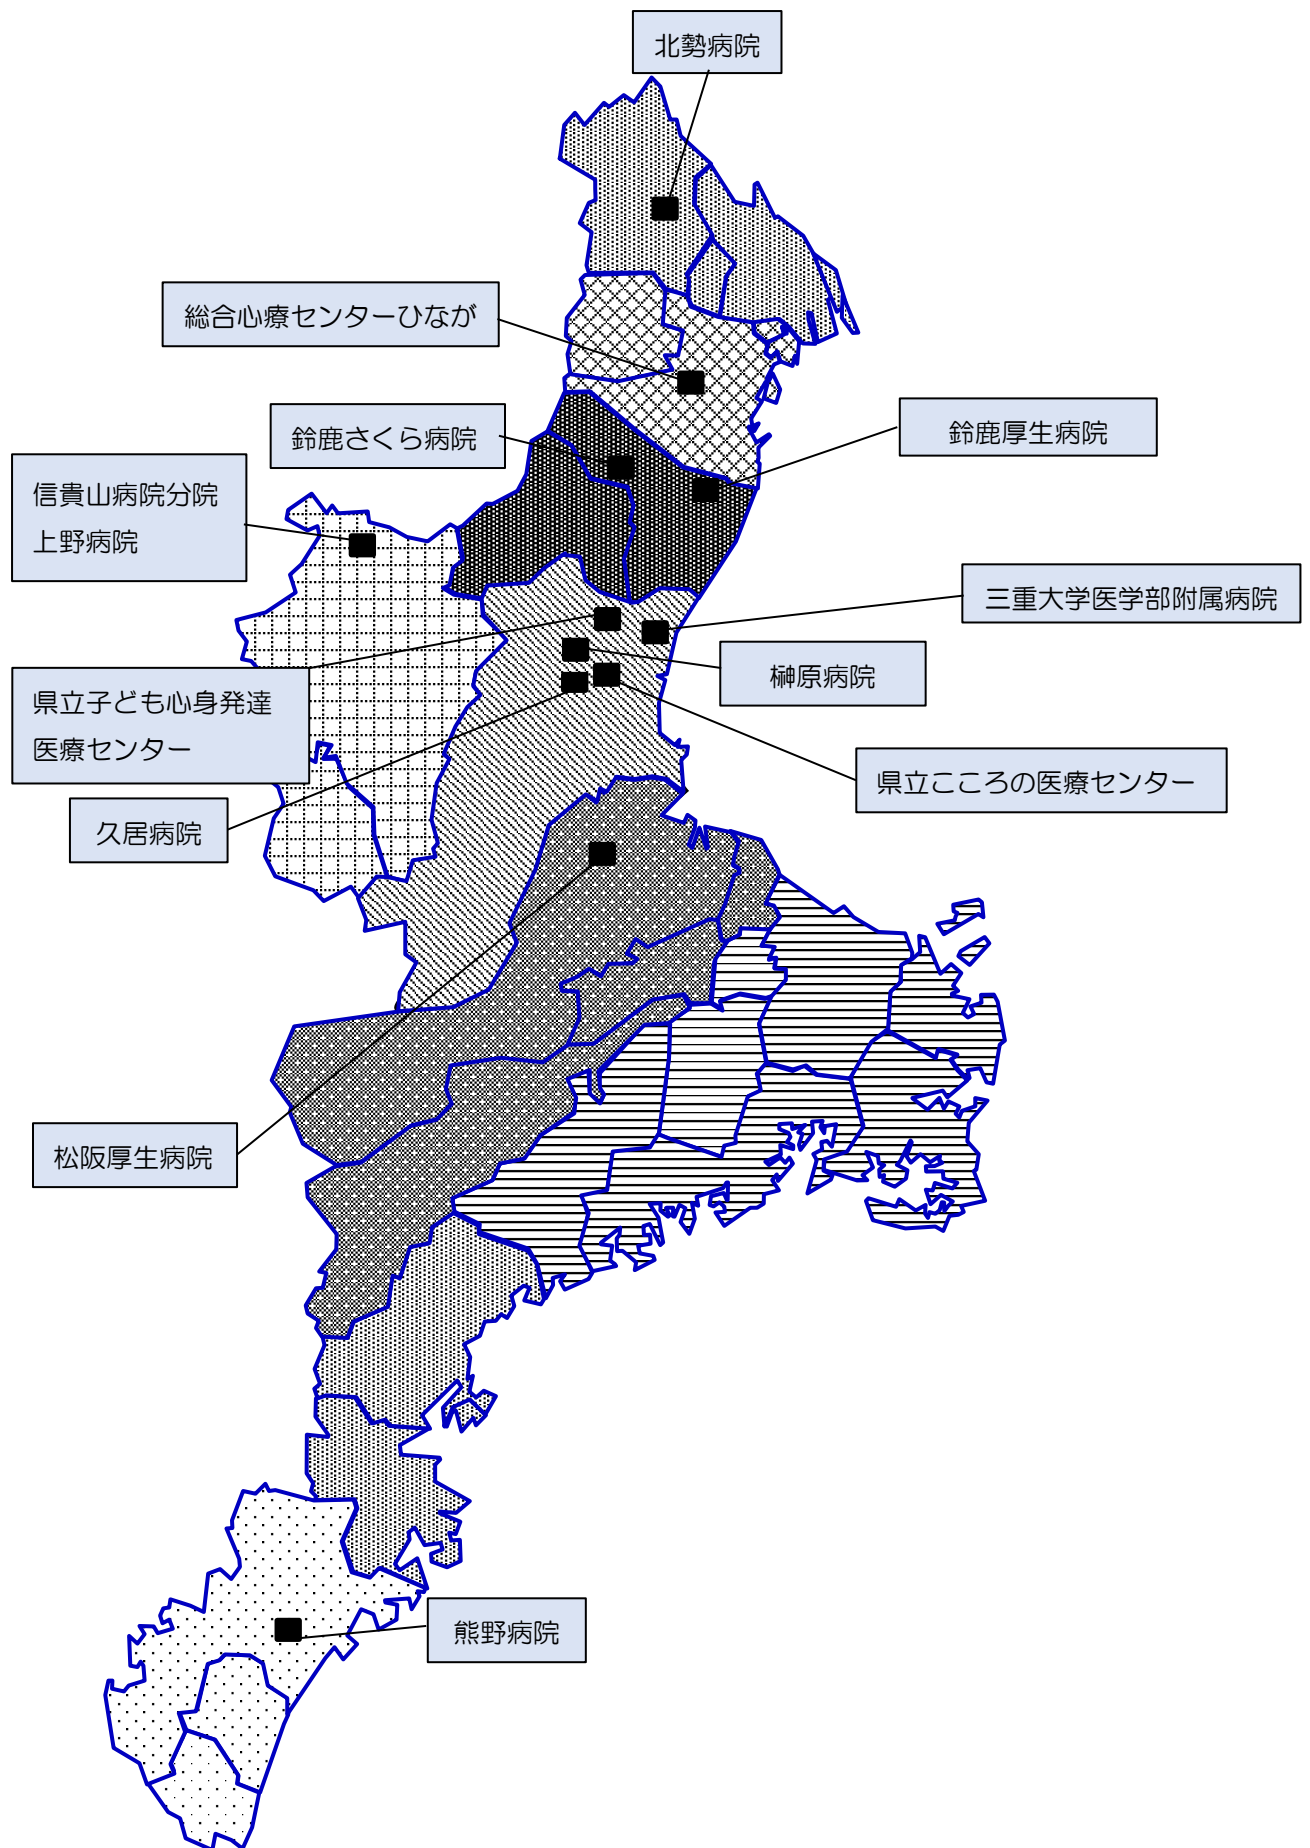 北勢病院
総合心療センターひなが
鈴鹿さくら病院
鈴鹿厚生病院
信貴山病院分院
上野病院
三重大学医学部附属病院
榊原病院
県立子ども心身発達
医療センター
県立こころの医療センター
久居病院
松阪厚生病院
熊野病院